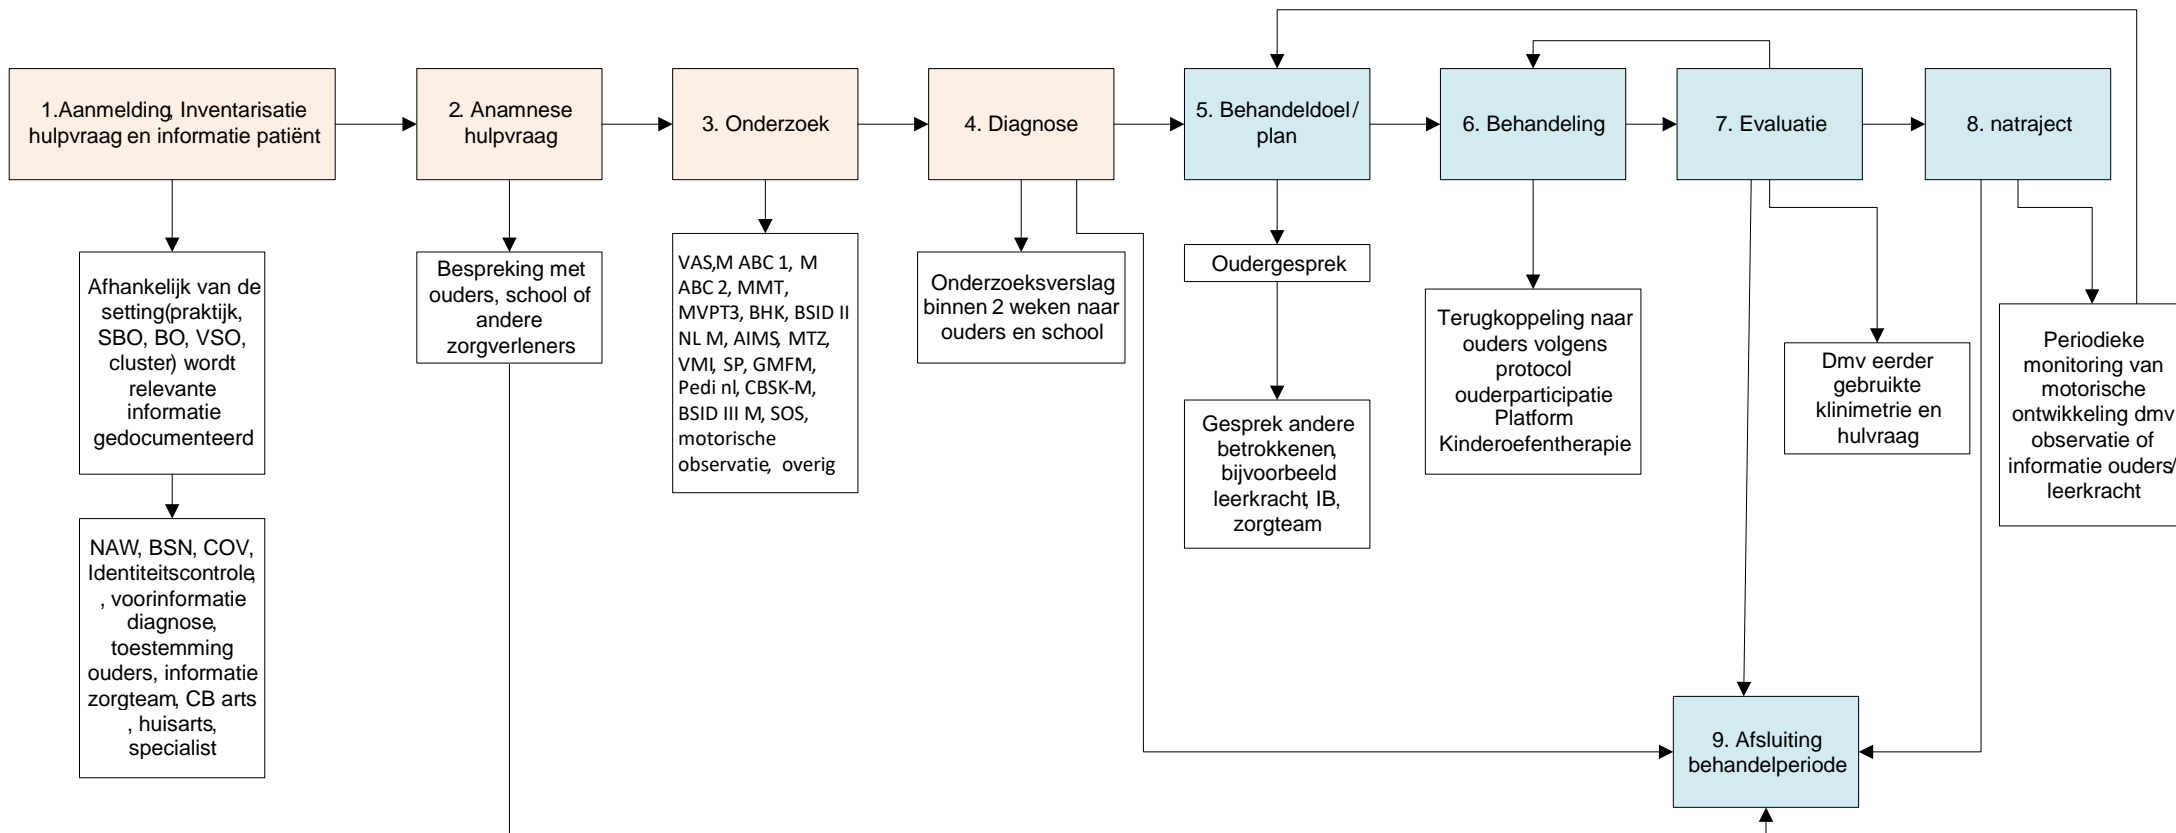 1.Aanmelding, Inventarisatie
hulpvraag en informatie patiënt
2. Anamnese
hulpvraag
3. Onderzoek
4. Diagnose
5. Behandeldoel/
plan
6. Behandeling
7. Evaluatie
8. natraject
Afhankelijk van de
setting(praktijk,
SBO, BO, VSO,
cluster) wordt
relevante
informatie
gedocumenteerd
NAW, BSN, COV,
Identiteitscontrole,
, voorinformatie
diagnose,
toestemming
ouders, informatie
zorgteam, CB arts
, huisarts,
specialist
Bespreking met
ouders, school of
andere
zorgverleners
VAS,M ABC 1, M
ABC 2, MMT,
MVPT3, BHK, BSID II
NL M, AIMS, MTZ,
VMI, SP, GMFM,
Pedi nl, CBSK-M,
BSID III M, SOS,
motorische
observatie, overig
Onderzoeksverslag
binnen 2 weken naar
ouders en school
Oudergesprek
Gesprek andere
betrokkenen,
bijvoorbeeld
leerkracht, IB,
zorgteam
Terugkoppeling naar
ouders volgens
protocol
ouderparticipatie
Platform
Kinderoefentherapie
Dmv eerder
gebruikte
klinimetrie en
hulvraag
Periodieke
monitoring van
motorische
ontwikkeling dmv
observatie of
informatie ouders/
leerkracht
9. Afsluiting
behandelperiode